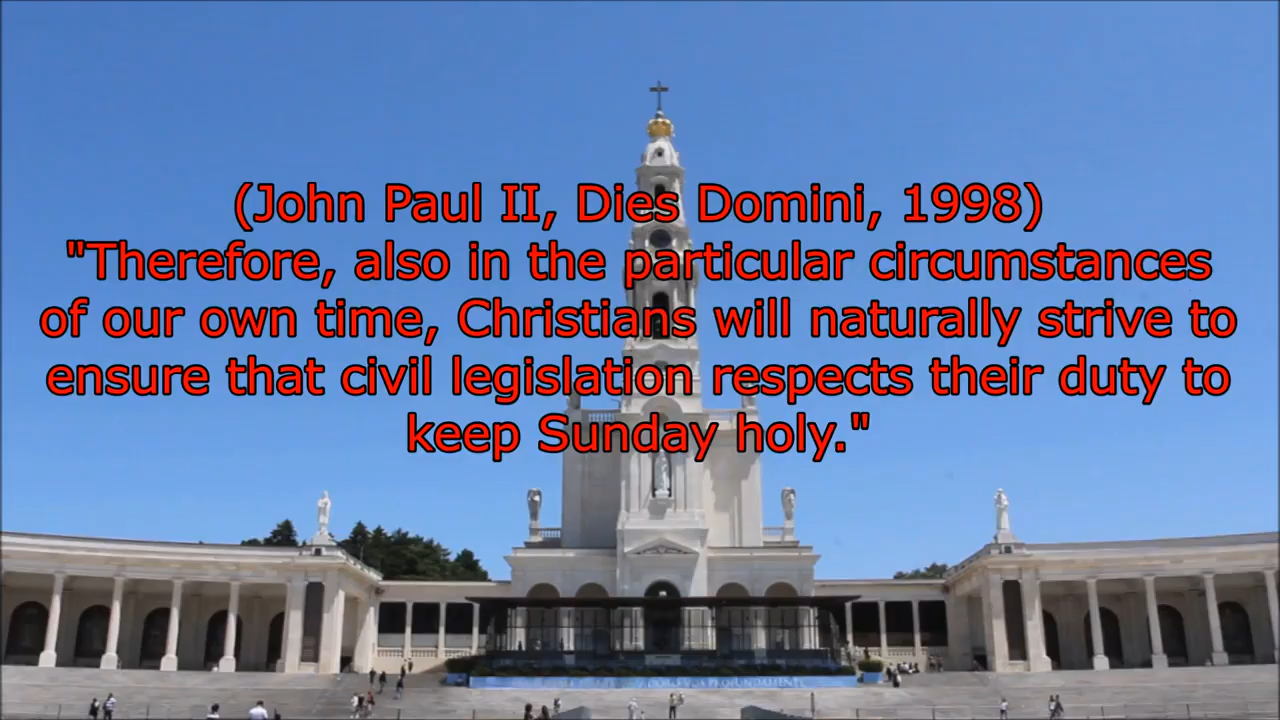 (John Paul II, Dies Domini, 1998)
"Therefore, also in the particular circumstances
of our own time, Christians will naturally strive to
ensure that civil legislation respects their duty to
keep Sunday holy."